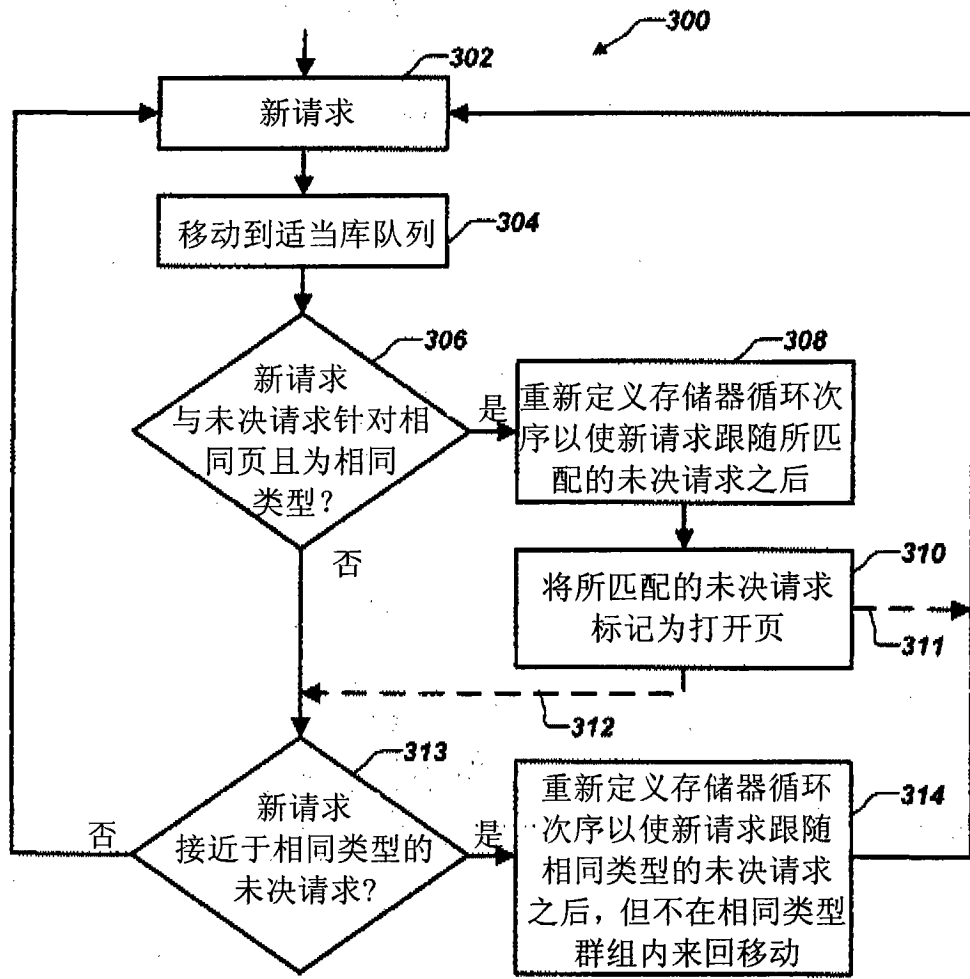 300
302
新请求
移动到适当库队列
304
306
新请求
与未决请求针对相
同页且为相同
类型？
是
否
308
重新定义存储器循环次
序以使新请求跟随所匹
配的未决请求之后
310
将所匹配的未决请求
标记为打开页
311
312
313
新请求
接近于相同类型的
未决请求?
否
是
314
重新定义存储器循环
次序以使新请求跟随
相同类型的未决请求
之后，但不在相同类型
群组内来回移动